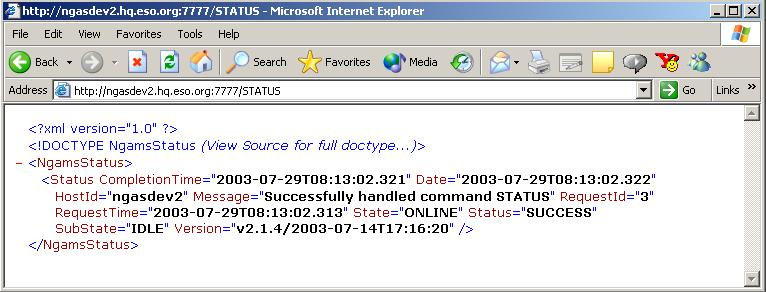 http://ngasdev2.hq.eso.org:7777/STATUS - Microsoft Internet Explorer
File Edit View Favorites Tools Help
Back Search Favorites Media
Address http://ngasdev2.hq.eso.org:7777/STATUS Go Links »
<?xml version="1.0" ?>
<!DOCTYPE NgamsStatus (View Source for full doctype...)>
- <NgamsStatus>
<Status CompletionTime="2003-07-29T08:13:02.321" Date="2003-07-29T08:13:02.322"
HostId="ngasdev2" Message="Successfully handled command STATUS" RequestId="3"
RequestTime="2003-07-29T08:13:02.313" State="ONLINE" Status="SUCCESS"
SubState="IDLE" Version="v2.1.4/2003-07-14T17:16:20" />
</NgamsStatus>